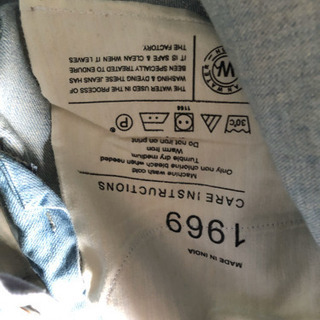 MADE IN INDIA
1969
CARE INSTRUCTIONS
Machine wash cold
Only non chlorine bleach when
Tumble dry medium.
Warm Iron
Do not iron on print
30°C
P
THE WATER USED IN THE PROCESS OF
WASHING DYEING THESE JEANS HAS
BEEN SPECIALLY TREATED TO ENDURE
IT IS SAFE & CLEAN WHEN IT LEAVES
THE FACTORY
W